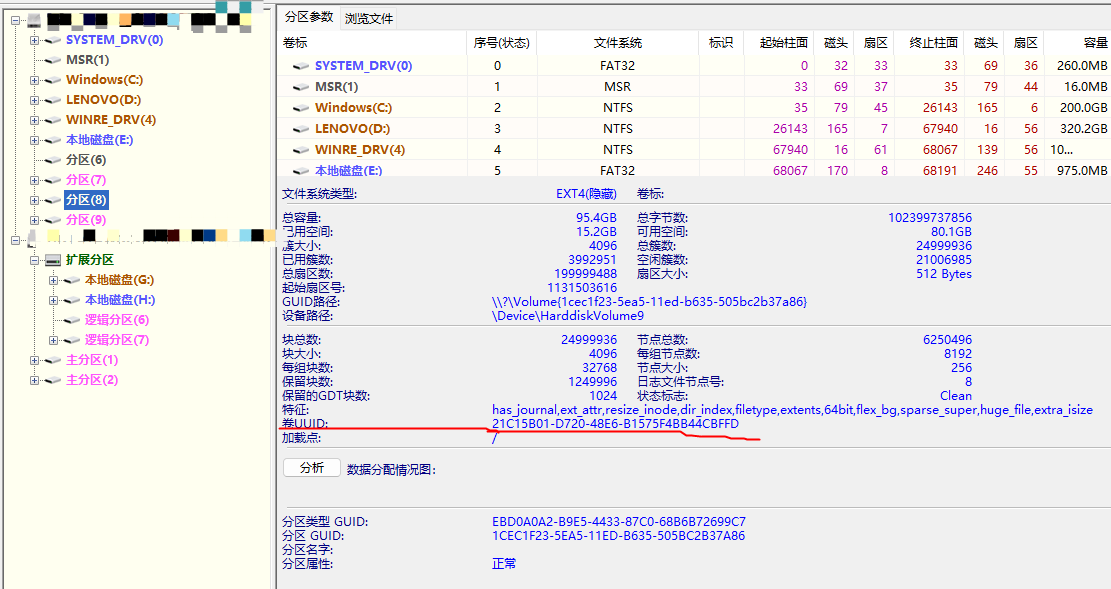 SYSTEM_DRV(0)
MSR(1)
Windows(C:)
LENOVO(D:)
WINRE_DRV(4)
本地磁盘(E:)
分区(6)
分区(7)
分区(8)
分区(9)
扩展分区
本地磁盘(G:)
本地磁盘(H:)
逻辑分区(6)
逻辑分区(7)
主分区(1)
主分区(2)
分区参数 浏览文件
卷标 序号(状态) 文件系统 标识 起始柱面 磁头 扇区 终止柱面 磁头 扇区 容量
SYSTEM_DRV(0) 0 FAT32 0 32 33 33 69 36 260.0MB
MSR(1) 1 MSR 33 69 37 35 79 44 16.0MB
Windows(C:) 2 NTFS 35 79 45 26143 165 6 200.0GB
LENOVO(D:) 3 NTFS 26143 165 7 67940 16 56 320.2GB
WINRE_DRV(4) 4 NTFS 67940 16 61 68067 139 56 10...
本地磁盘(E:) 5 FAT32 68067 170 8 68191 246 55 975.0MB
文件系统类型: EXT4(隐藏) 卷标:
总容量: 95.4GB 总字节数: 102399737856
已用空间: 15.2GB 可用空间: 80.1GB
簇大小: 4096 总簇数: 24999936
已用簇数: 3992951 空闲簇数: 21006985
总扇区数: 199999488 扇区大小: 512 Bytes
起始扇区号: 1131503616
GUID路径: \\?\Volume{1cec1f23-5ea5-11ed-b635-505bc2b37a86}
设备路径: \Device\HarddiskVolume9
块总数: 24999936 节点总数: 6250496
块大小: 4096 每组节点数: 8192
每组块数: 32768 节点大小: 256
保留块数: 1249996 日志文件节点号: 8
保留的GDT块数: 1024 状态标志: Clean
特征: has_journal,ext_attr,resize_inode,dir_index,filetype,extents,64bit,flex_bg,sparse_super,huge_file,extra_isize
卷UUID: 21C15B01-D720-48E6-B1575F4BB44CBFFD
加载点: /
分析 数据分配情况图:
分区类型 GUID: EBD0A0A2-B9E5-4433-87C0-68B6B72699C7
分区 GUID: 1CEC1F23-5EA5-11ED-B635-505BC2B37A86
分区名字:
分区属性: 正常